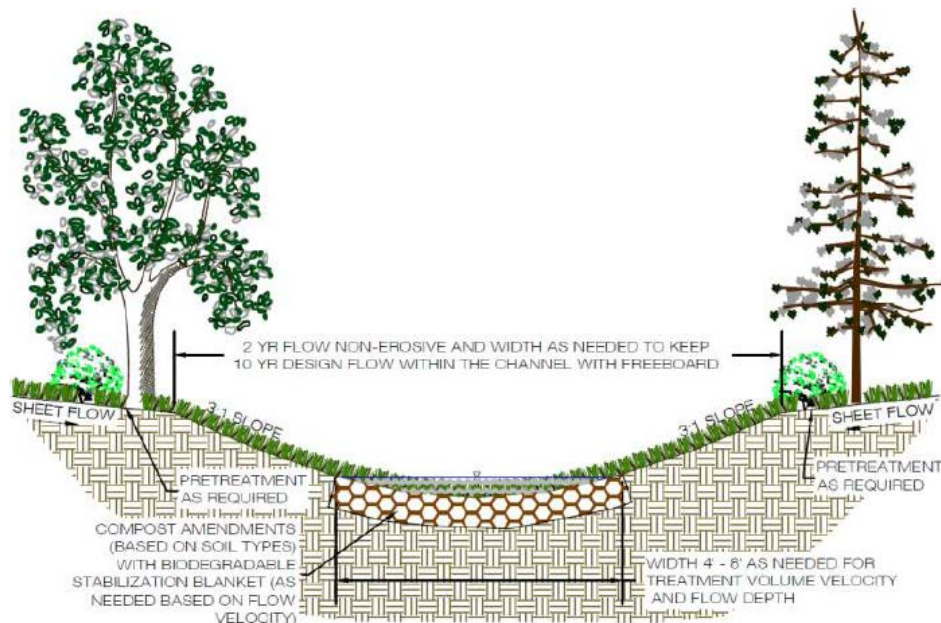 2 YR FLOW NON-EROSIVE AND WIDTH AS NEEDED TO KEEP
10 YR DESIGN FLOW WITHIN THE CHANNEL WITH FREEBOARD
SHEET FLOW
3:1 SLOPE
3:1 SLOPE
SHEET FLOW
PRETREATMENT
AS REQUIRED
PRETREATMENT
AS REQUIRED
COMPOST AMENDMENTS
(BASED ON SOIL TYPES)
WITH BIODEGRADABLE
STABILIZATION BLANKET (AS
NEEDED BASED ON FLOW
VELOCITY)
WIDTH 4' - 8' AS NEEDED FOR
TREATMENT VOLUME VELOCITY
AND FLOW DEPTH